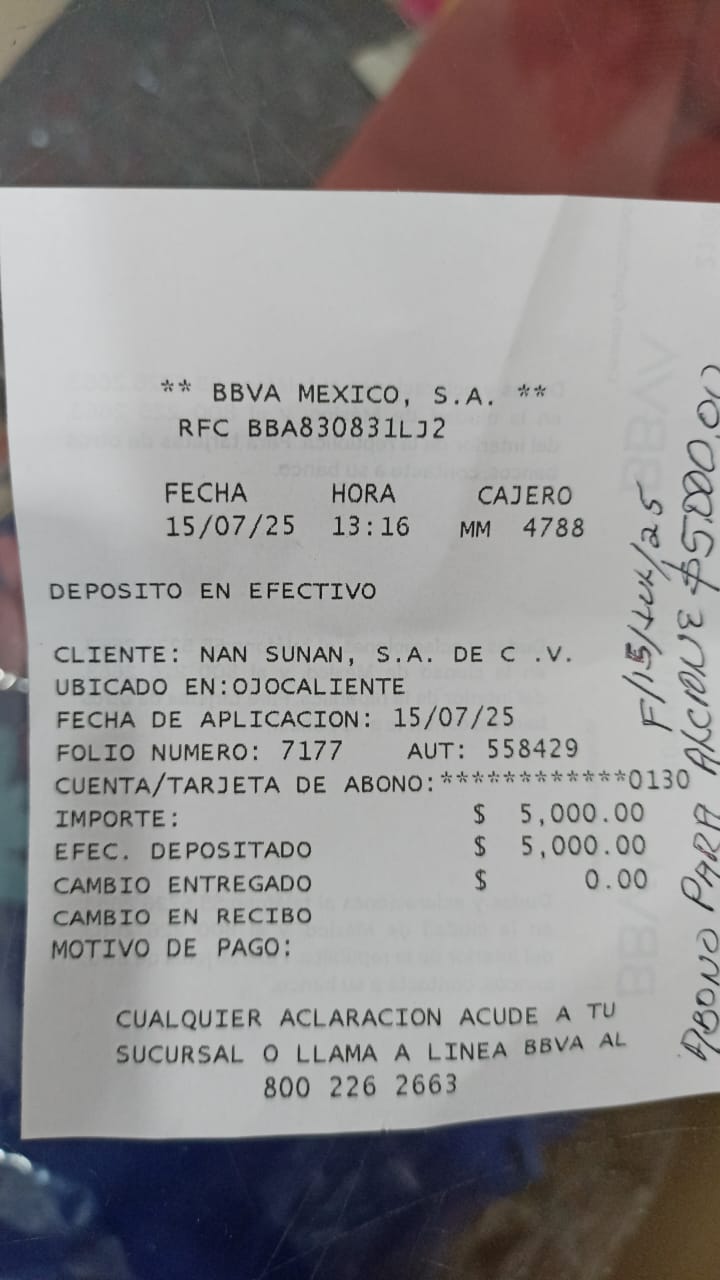 ** BBVA MEXICO, S.A. **
RFC BBA830831LJ2
FECHA HORA CAJERO
15/07/25 13:16 MM 4788
DEPOSITO EN EFECTIVO
CLIENTE: NAN SUNAN, S.A. DE C .V.
UBICADO EN:OJOCALIENTE
FECHA DE APLICACION: 15/07/25
FOLIO NUMERO: 7177 AUT: 558429
CUENTA/TARJETA DE ABONO:************0130
IMPORTE: $ 5,000.00
EFEC. DEPOSITADO $ 5,000.00
CAMBIO ENTREGADO $ 0.00
CAMBIO EN RECIBO
MOTIVO DE PAGO:
CUALQUIER ACLARACION ACUDE A TU
SUCURSAL O LLAMA A LINEA BBVA AL
800 226 2663
ABONO PARA $5,000.00